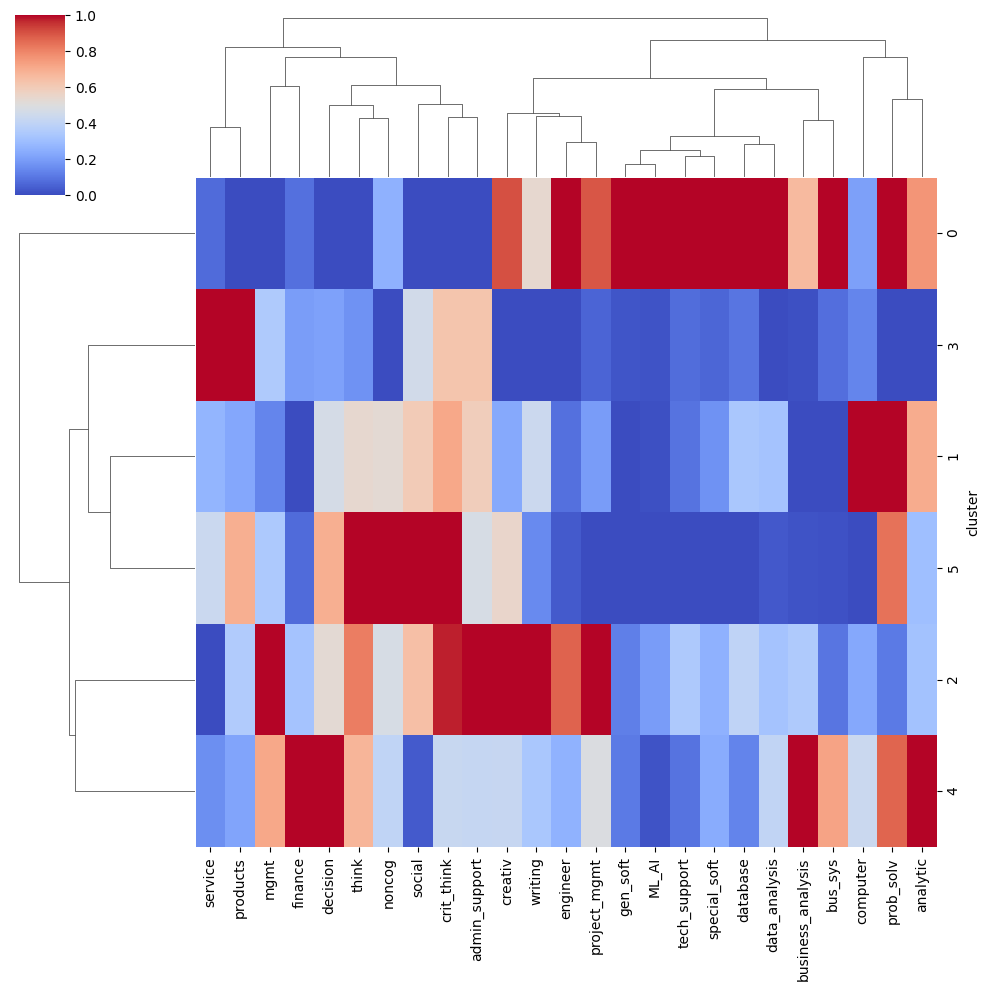 1.0
0.8
0.6
0.4
0.2
0.0
0
3
1
5
2
4
cluster
service
products
mgmt
finance
decision
think
noncog
social
crit_think
admin_support
creativ
writing
engineer
project_mgmt
gen_soft
ML_AI
tech_support
special_soft
database
data_analysis
business_analysis
bus_sys
computer
prob_solv
analytic